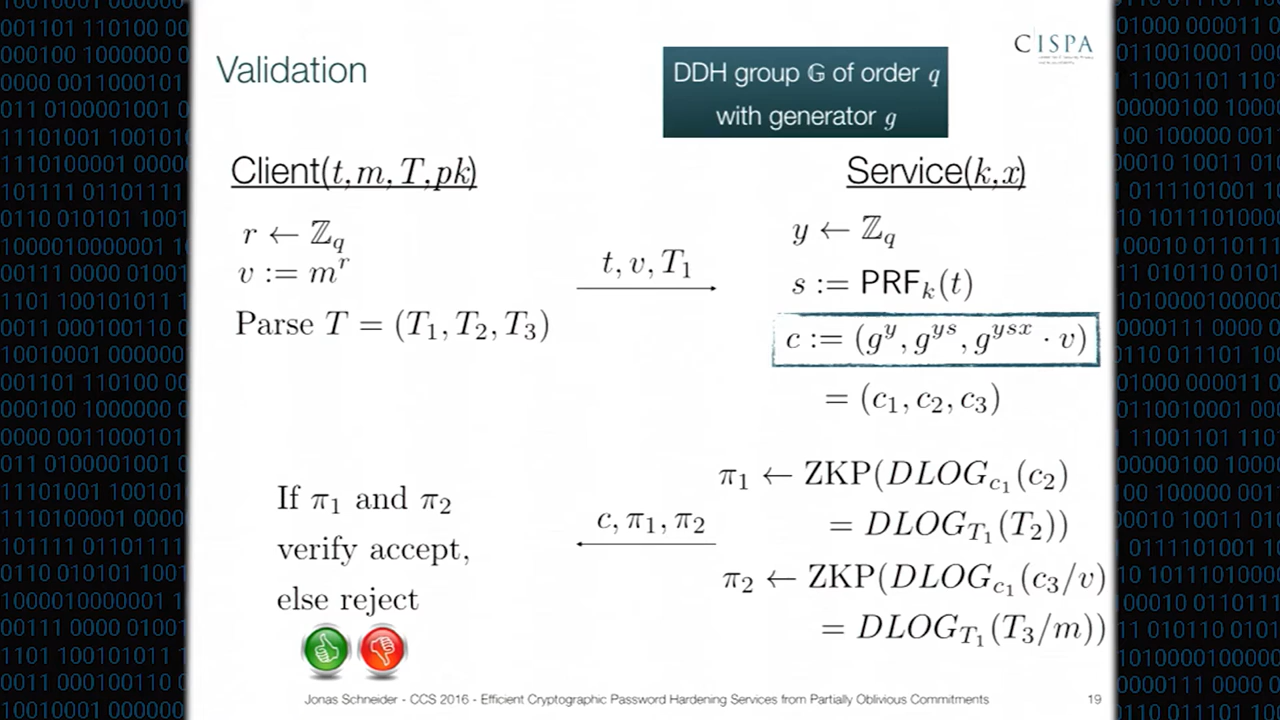 Validation
DDH group 𝔾 of order q
with generator g
CISPA
Client(t, m, T, pk)
Service(k, x)
r ← ℤ_q
v := m^r
Parse T = (T_1, T_2, T_3)
t, v, T_1
y ← ℤ_q
s := PRF_k(t)
c := (g^y, g^{ys}, g^{ysx} · v)
= (c_1, c_2, c_3)
π_1 ← ZKP(DLOG_{c_1}(c_2)
= DLOG_{T_1}(T_2))
π_2 ← ZKP(DLOG_{c_1}(c_3/v)
= DLOG_{T_1}(T_3/m))
c, π_1, π_2
If π_1 and π_2
verify accept,
else reject
Jonas Schneider - CCS 2016 - Efficient Cryptographic Password Hardening Services from Partially Oblivious Commitments
19